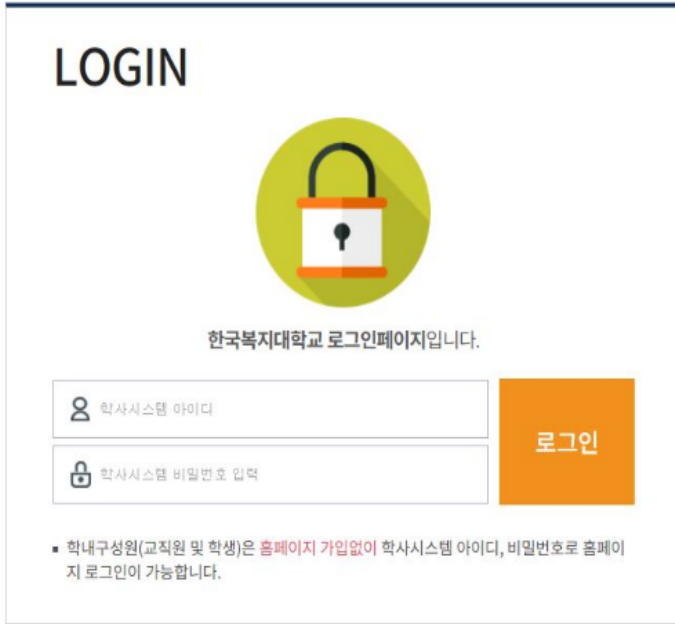 LOGIN
한국복지대학교 로그인페이지입니다.
학사시스템 아이디
로그인
학사시스템 비밀번호 입력
▪ 학내구성원(교직원 및 학생)은 홈페이지 가입없이 학사시스템 아이디, 비밀번호로 홈페이
지 로그인이 가능합니다.